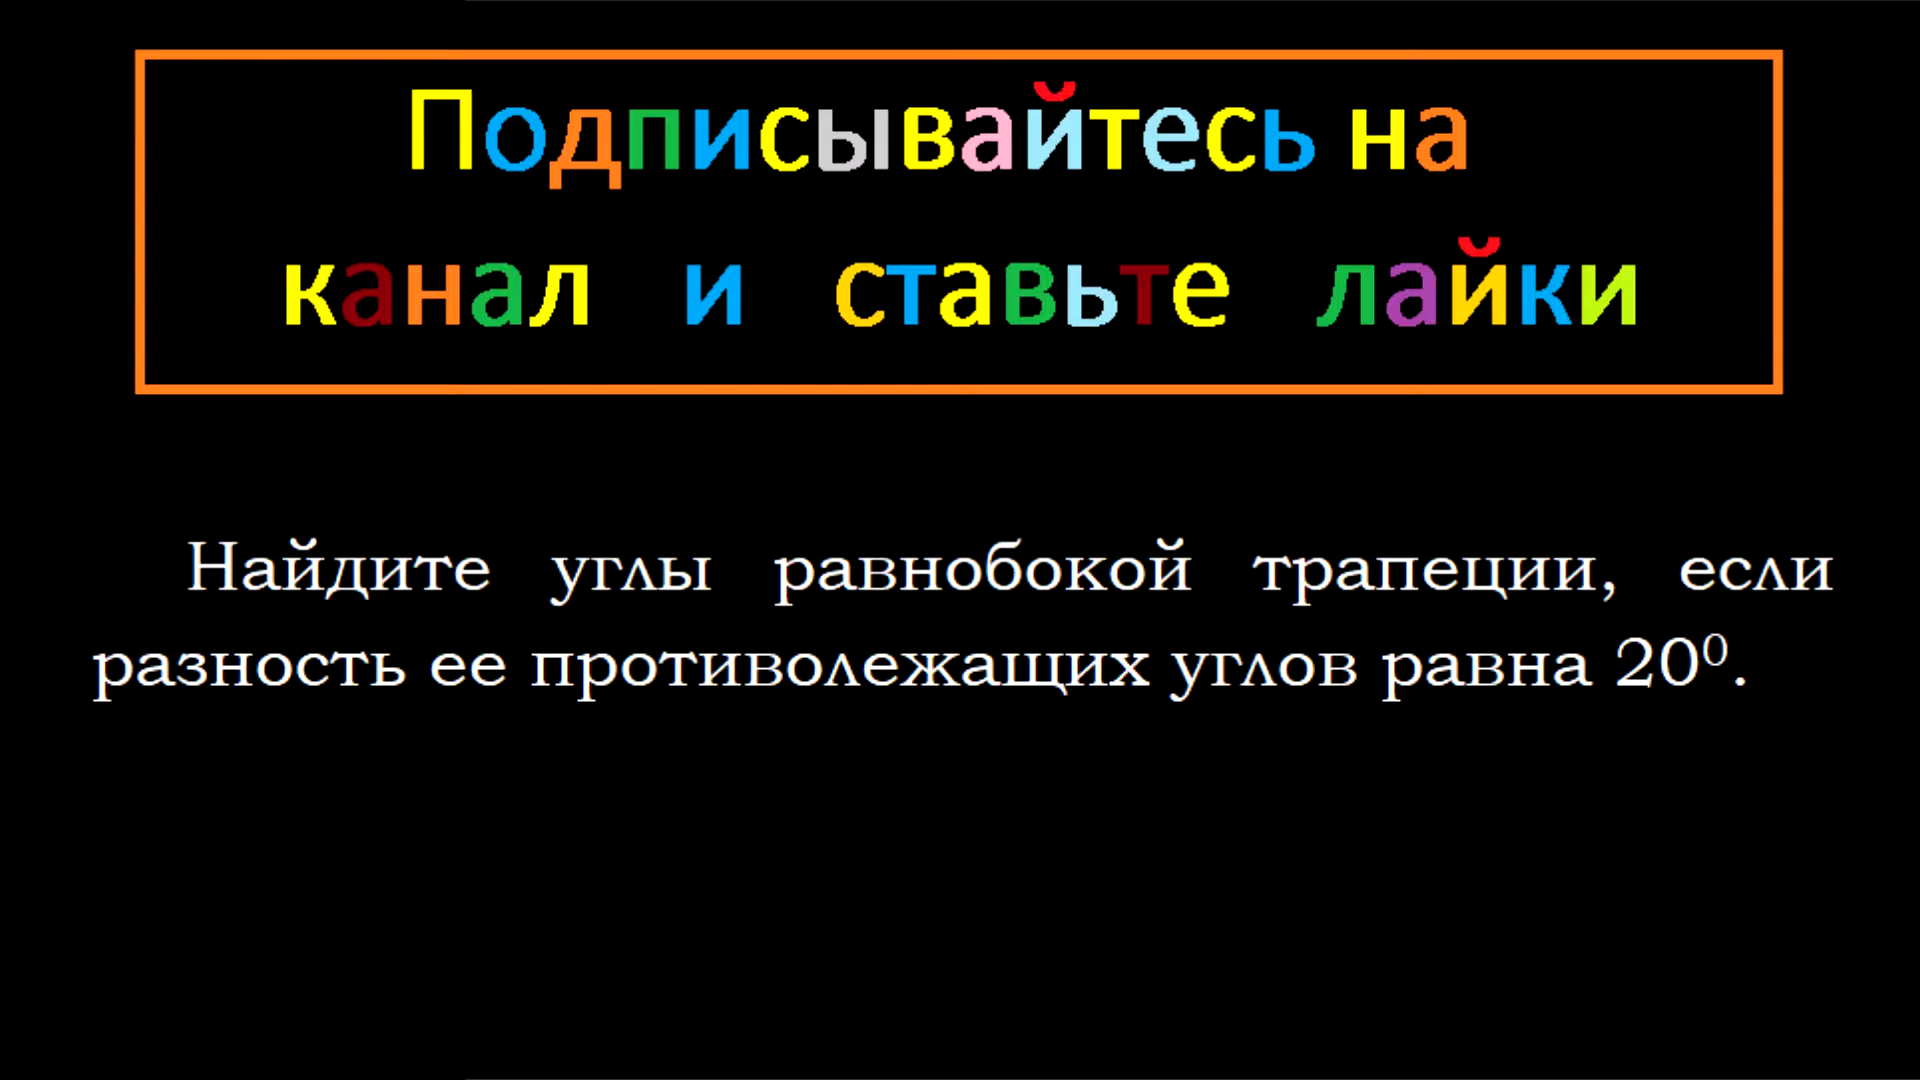 Подписывайтесь на
канал и ставьте лайки
Найдите углы равнобокой трапеции, если
разность ее противолежащих углов равна 20⁰.